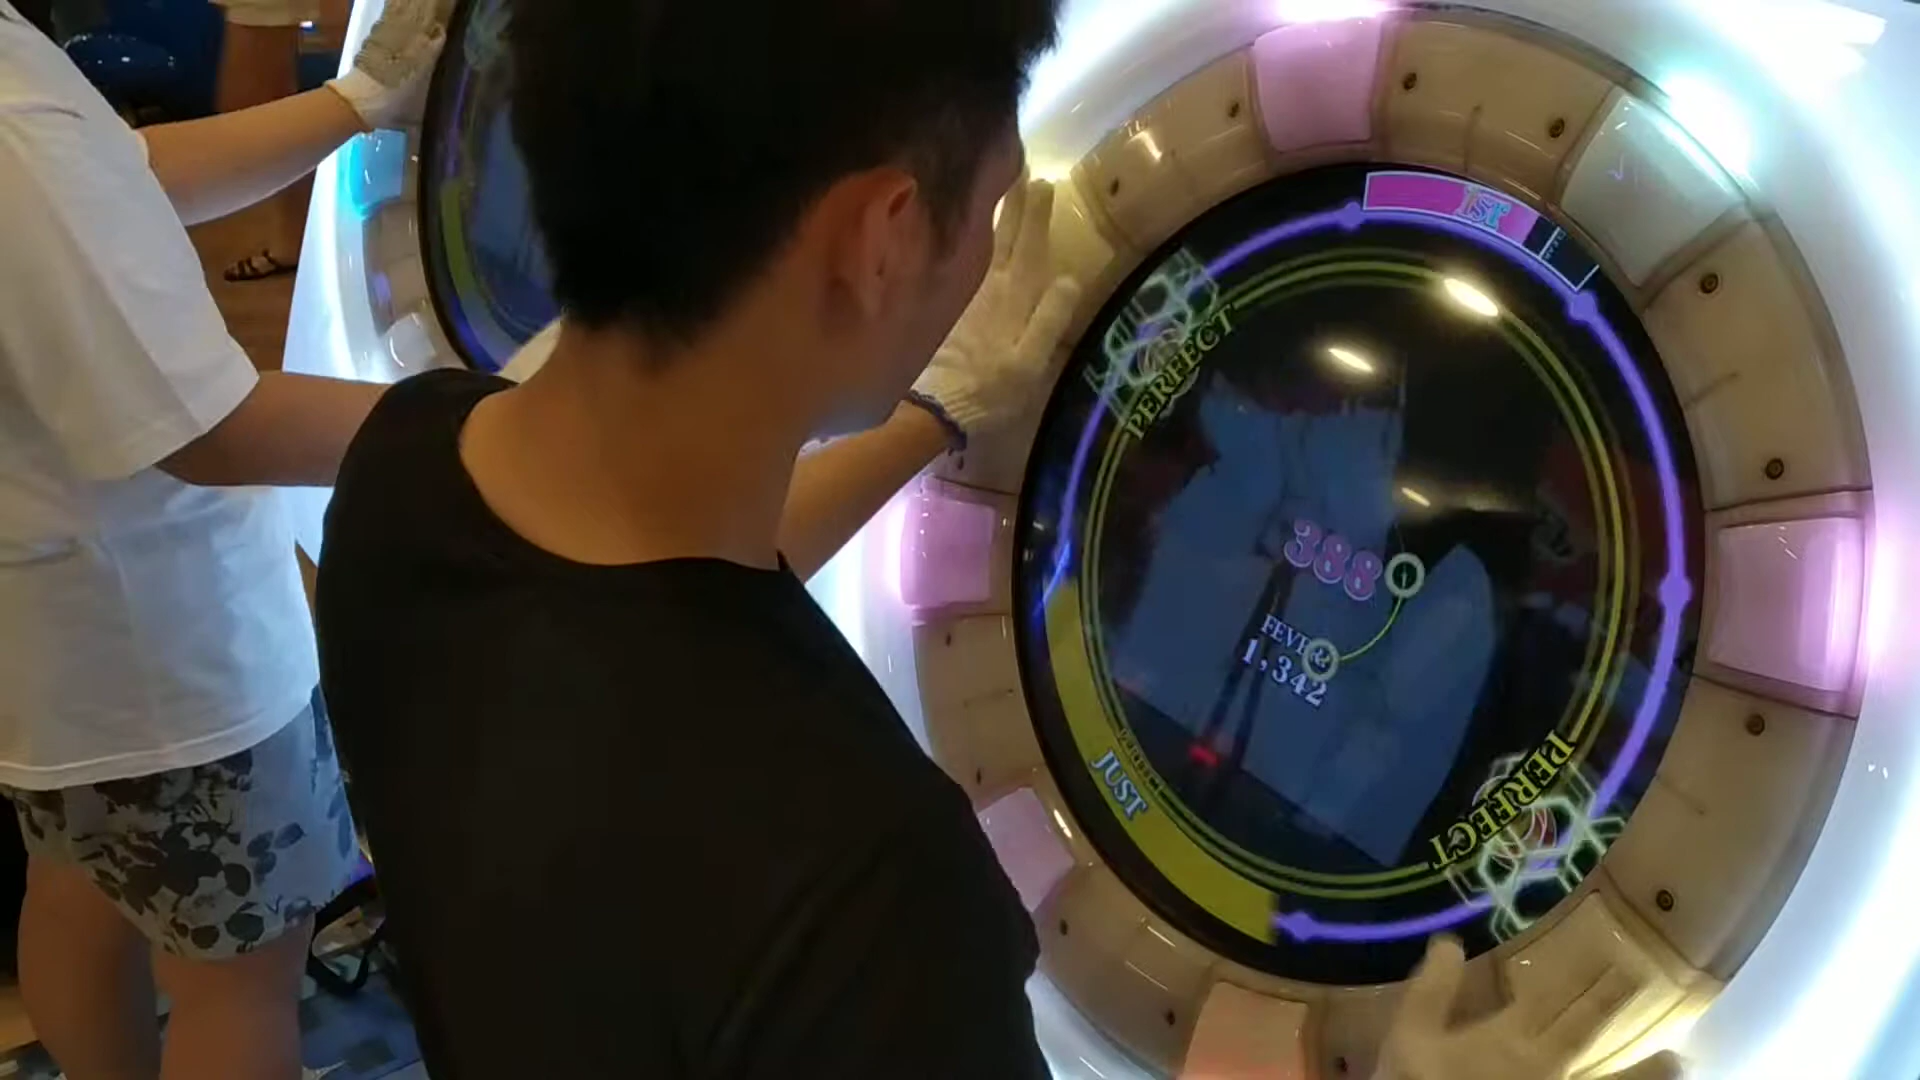 1ST
PERFECT
388
FEVER
1,342
JUST
PERFECT